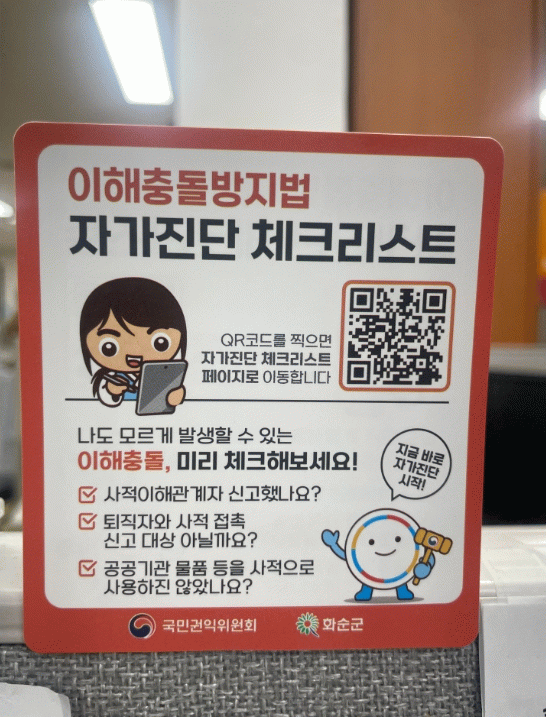 이해충돌방지법
자가진단 체크리스트
QR코드를 찍으면
자가진단 체크리스트
페이지로 이동합니다
나도 모르게 발생할 수 있는
이해충돌, 미리 체크해보세요!
지금 바로
자가진단
시작!
사적이해관계자 신고했나요?
퇴직자와 사적 접촉
신고 대상 아닐까요?
공공기관 물품 등을 사적으로
사용하진 않았나요?
국민권익위원회
화순군